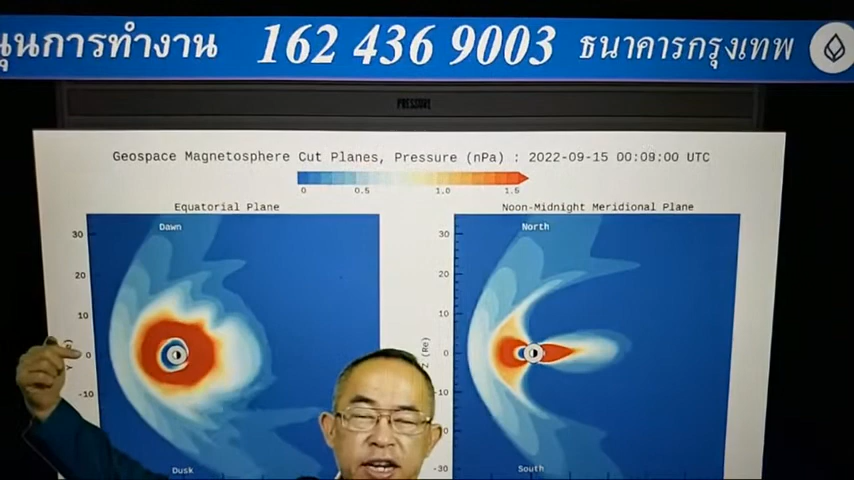 นุนการทำงาน 162 436 9003 ธนาคารกรุงเทพ
PRESSURE
Geospace Magnetosphere Cut Planes, Pressure (nPa) : 2022-09-15 00:09:00 UTC
0 0.5 1.0 1.5
Equatorial Plane Noon-Midnight Meridional Plane
Dawn North
30 30
20 20
10 10
0 0
-10 -10
-30
Z (Re)
Dusk South